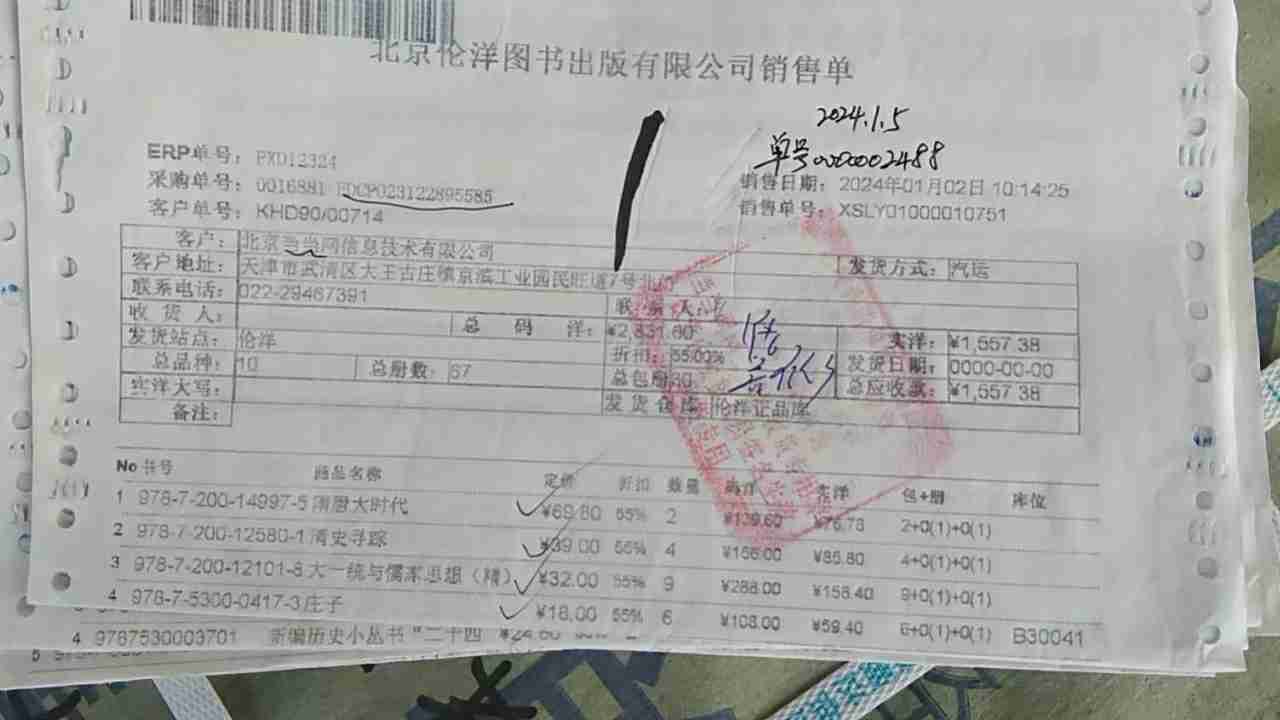 北京伦洋图书出版有限公司销售单
2024.1.5
单号000002488
ERP单号： PXD12324
采购单号： 0016881 FDCP023122895585
销售日期： 2024年01月02日 10:14:25
客户单号： KHD90/00714
销售单号： XSLY01000010751
客户： 北京当当网信息技术有限公司
客户地址： 天津市武清区大王古庄镇京滨工业园民旺道7号 发货方式： 汽运
联系电话： 022-29467391 联系人：
收货人： 总码洋： ¥2,831.60 实洋： ¥1,557.38
发货站点： 伦洋 折扣： 55.00% 发货日期： 0000-00-00
总品种： 10 总册数： 67 总包册 总应收款： ¥1,557.38
实洋大写： 发货仓库 伦洋正品库
备注：
No 书号 商品名称 定价 折扣 数量 码洋 实洋 包+册 库位
1 978-7-200-14997-5 隋唐大时代 ¥69.80 55% 2 ¥139.60 ¥76.78 2+0(1)+0(1)
2 978-7-200-12580-1 清史寻踪 ¥39.00 55% 4 ¥156.00 ¥85.80 4+0(1)+0(1)
3 978-7-200-12101-8 大一统与儒家思想（精） ¥32.00 55% 9 ¥288.00 ¥158.40 9+0(1)+0(1)
4 978-7-5300-0417-3 庄子 ¥18.00 55% 6 ¥108.00 ¥59.40 6+0(1)+0(1) B30041
4 9787530003701 新编历史小丛书“二十四 ¥24.80
5